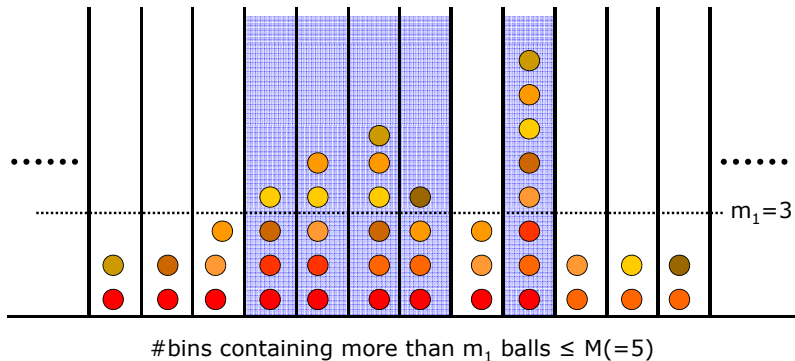 m₁=3
#bins containing more than m₁ balls ≤ M(=5)